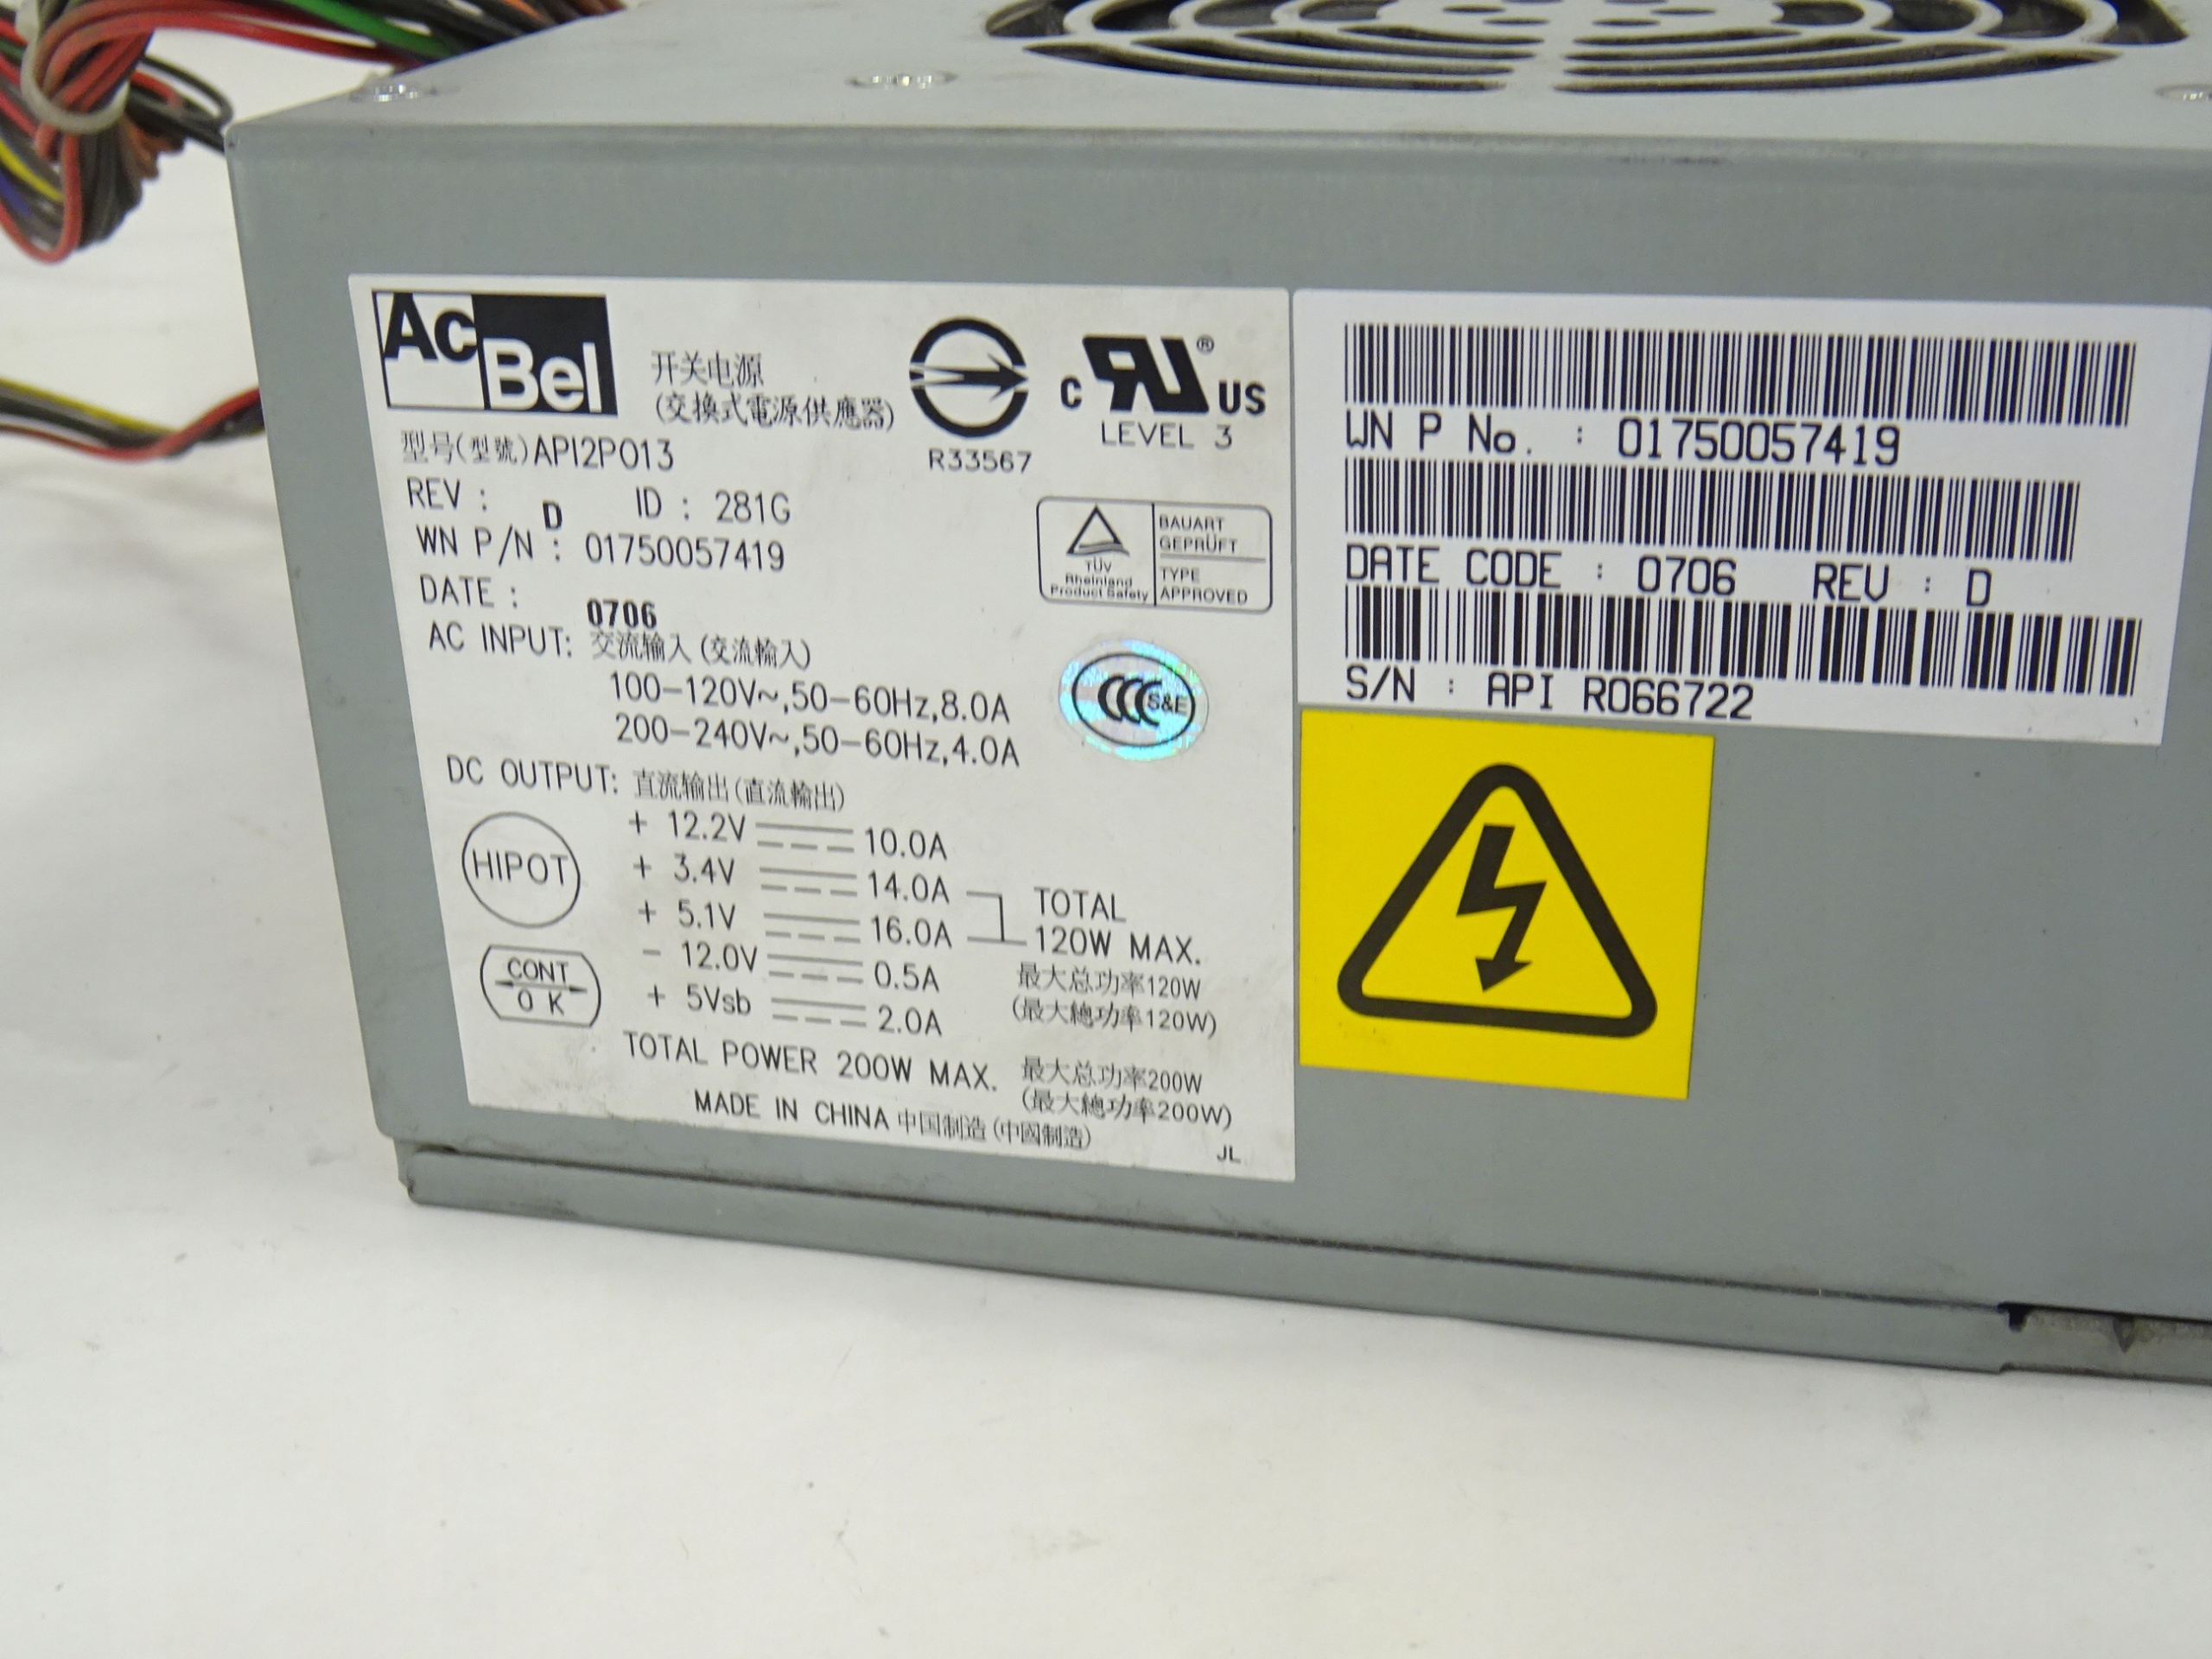 AcBel
开关电源
(交換式電源供應器)
R33567
c RU ® US
LEVEL 3
型号(型號)API2PO13
REV : D ID : 281G
WN P/N : 01750057419
DATE : 0706
TÜV
Rheinland
Product Safety
BAUART
GEPRÜFT
TYPE
APPROVED
AC INPUT: 交流输入(交流輸入)
100-120V~,50-60Hz,8.0A
200-240V~,50-60Hz,4.0A
CCC S&E
DC OUTPUT: 直流输出(直流輸出)
HIPOT
CONT
O K
+ 12.2V 10.0A
+ 3.4V 14.0A
+ 5.1V 16.0A
- 12.0V 0.5A
+ 5Vsb 2.0A
TOTAL
120W MAX.
最大总功率120W
(最大總功率120W)
TOTAL POWER 200W MAX. 最大总功率200W
(最大總功率200W)
MADE IN CHINA 中国制造(中國制造)
JL
WN P No. : 01750057419
DATE CODE : 0706 REV : D
S/N : API R066722